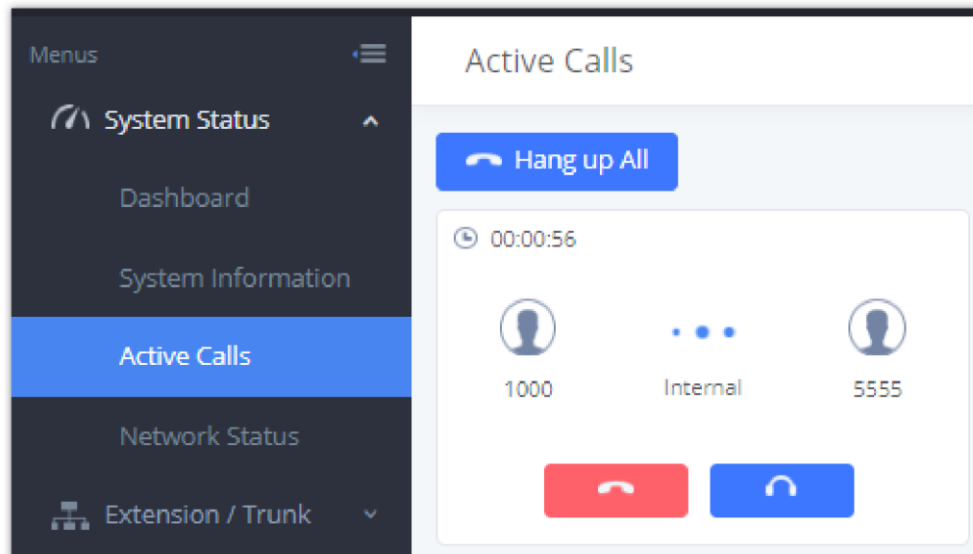 Menus
System Status
Dashboard
System Information
Active Calls
Network Status
Extension / Trunk
Active Calls
Hang up All
00:00:56
1000
Internal
5555